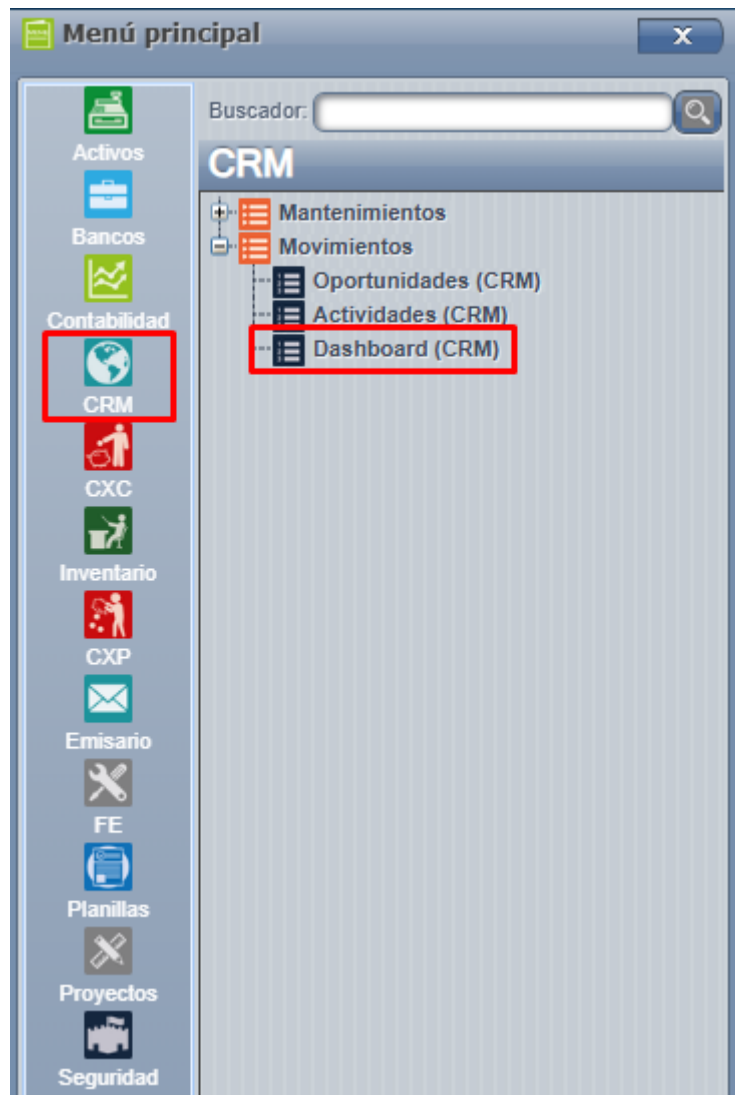 Menú principal
x
Activos
Bancos
Contabilidad
CRM
CXC
Inventario
CXP
Emisario
FE
Planillas
Proyectos
Seguridad
Buscador:
CRM
Mantenimientos
Movimientos
Oportunidades (CRM)
Actividades (CRM)
Dashboard (CRM)